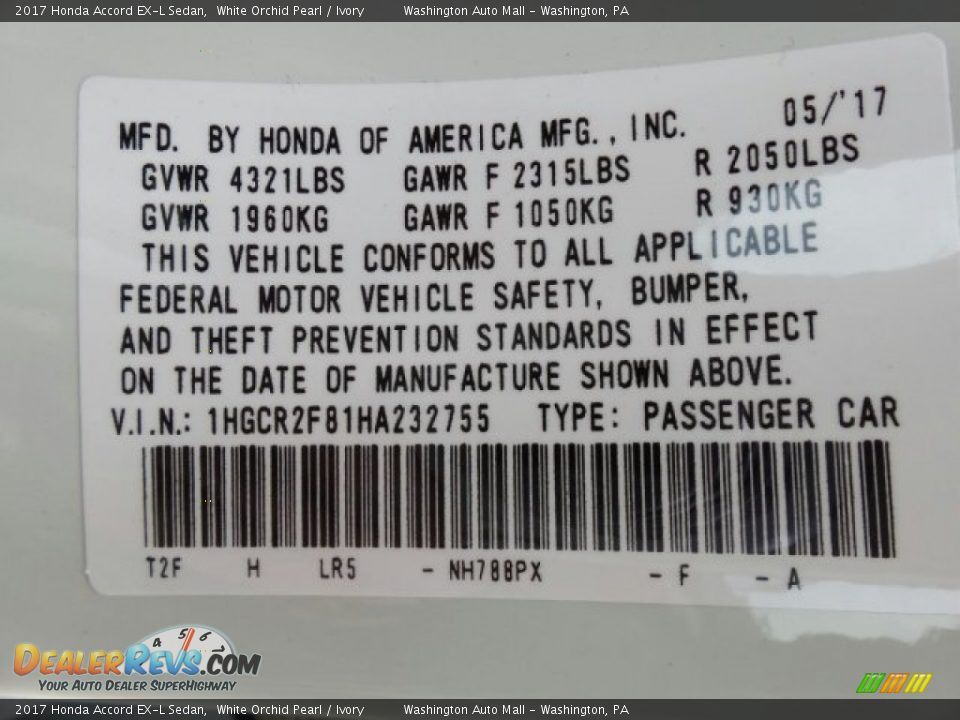 2017 Honda Accord EX-L Sedan, White Orchid Pearl / Ivory Washington Auto Mall - Washington, PA
05/'17
MFD. BY HONDA OF AMERICA MFG., INC.
GVWR 4321LBS GAWR F 2315LBS R 2050LBS
GVWR 1960KG GAWR F 1050KG R 930KG
THIS VEHICLE CONFORMS TO ALL APPLICABLE
FEDERAL MOTOR VEHICLE SAFETY, BUMPER,
AND THEFT PREVENTION STANDARDS IN EFFECT
ON THE DATE OF MANUFACTURE SHOWN ABOVE.
V.I.N.: 1HGCR2F81HA232755 TYPE: PASSENGER CAR
T2F H LR5 - NH788PX - F - A
4 5 6
DEALERREVS.COM
YOUR AUTO DEALER SUPERHIGHWAY
2017 Honda Accord EX-L Sedan, White Orchid Pearl / Ivory Washington Auto Mall - Washington, PA